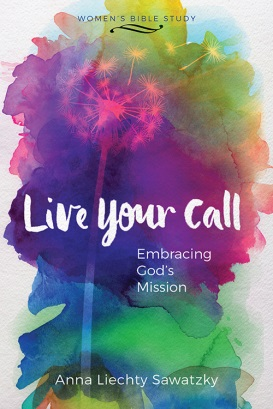 WOMEN'S BIBLE STUDY
Live Your Call
Embracing
God's
Mission
Anna Liechty Sawatzky